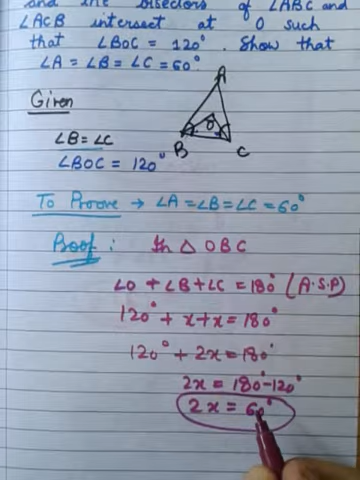 and the bisectors of ∠ABC and
∠ACB intersect at O such
that ∠BOC = 120°. Show that
∠A = ∠B = ∠C = 60°.
Given
∠B = ∠C
∠BOC = 120°
A
O
B
C
To Proove → ∠A = ∠B = ∠C = 60°
Proof :
In △ OBC
∠O + ∠B + ∠C = 180° (A.S.P)
120° + x + x = 180°
120° + 2x = 180°
2x = 180° - 120°
2x = 60°